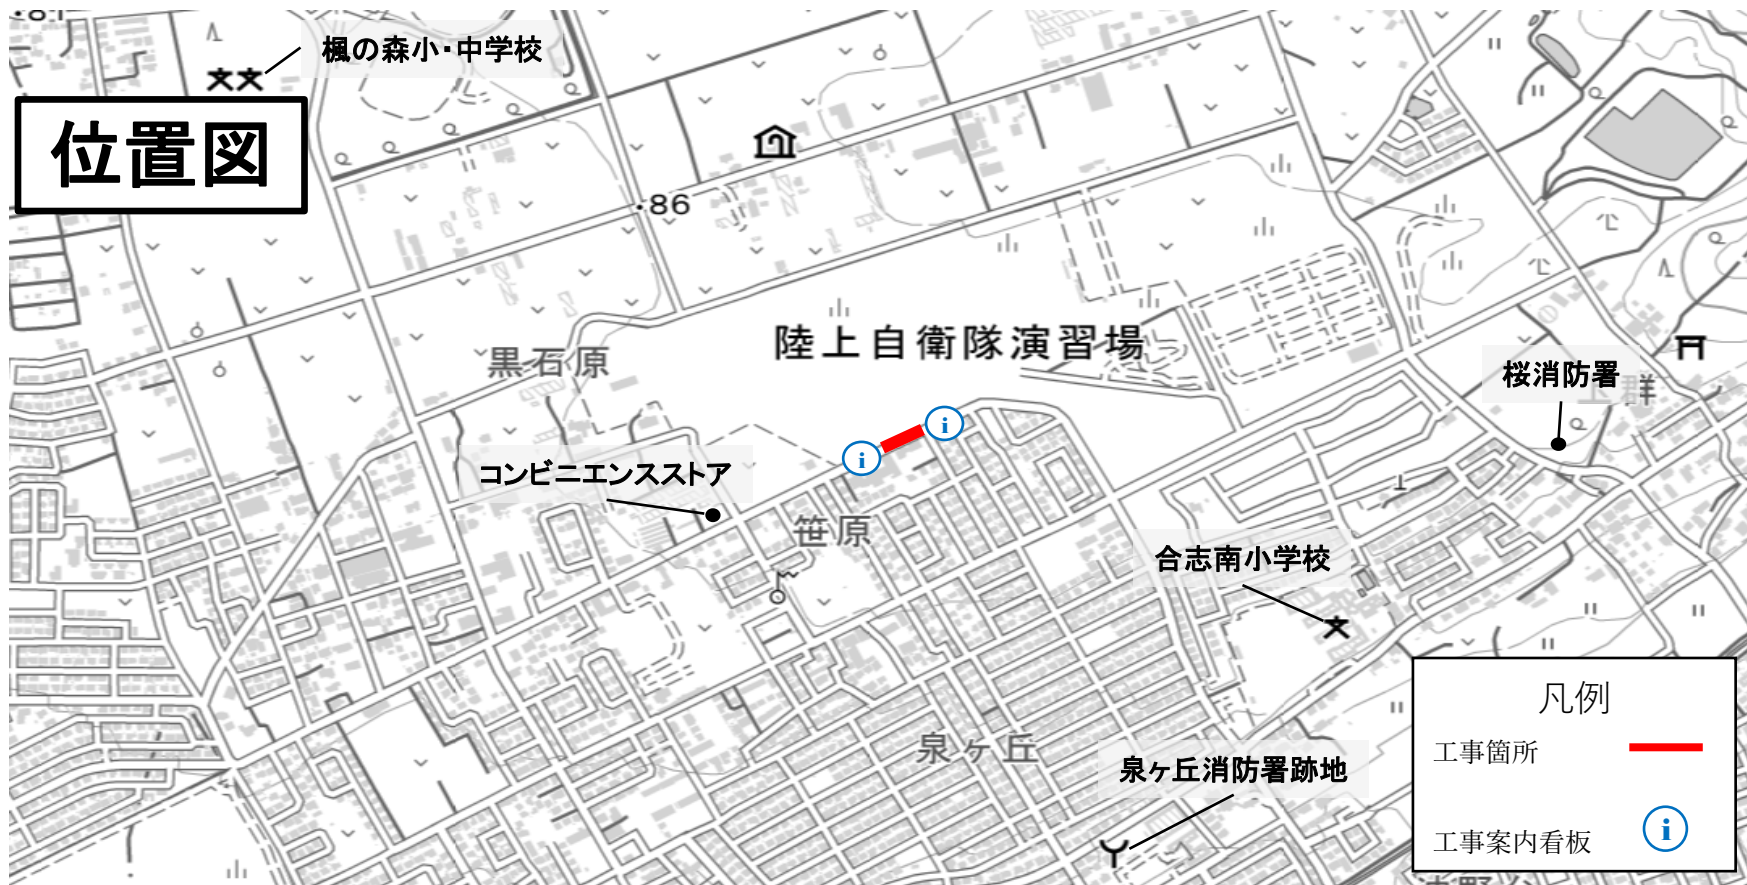 楓の森小・中学校
位置図
・86
陸上自衛隊演習場
黒石原
桜消防署
上群
i
i
コンビニエンスストア
笹原
合志南小学校
泉ヶ丘
泉ヶ丘消防署跡地
凡例
工事箇所
工事案内看板
i